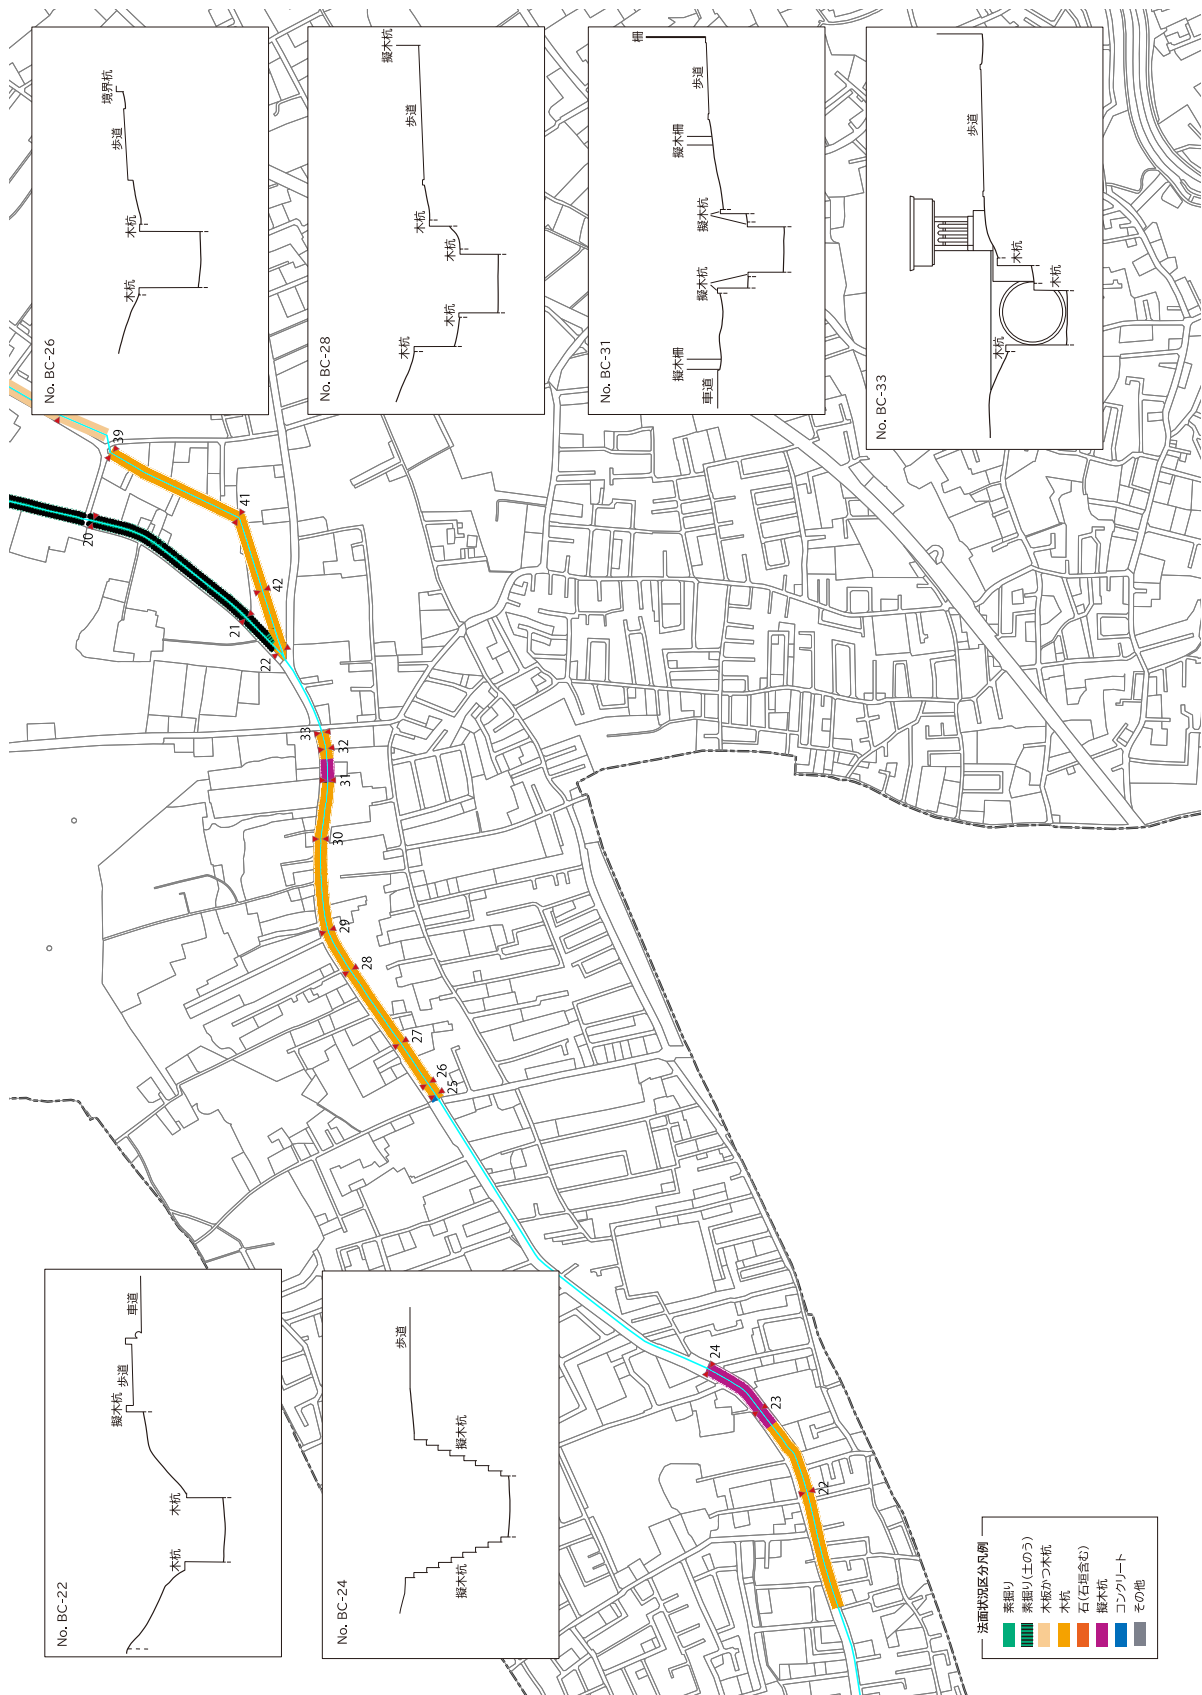 No. BC-22
木杭
木杭
擬木杭
歩道
車道
No. BC-24
擬木杭
擬木杭
歩道
No. BC-26
木杭
木杭
歩道
境界杭
No. BC-28
木杭
木杭
木杭
木杭
歩道
擬木杭
No. BC-31
車道
擬木柵
擬木杭
擬木杭
擬木柵
歩道
柵
No. BC-33
木杭
木杭
木杭
歩道
22
23
24
25
26
27
28
29
30
31
32
33
22
21
20
42
41
39
法面状況区分凡例
素掘り
素掘り(土のう)
木板かつ木杭
木杭
石(石垣含む)
擬木杭
コンクリート
その他